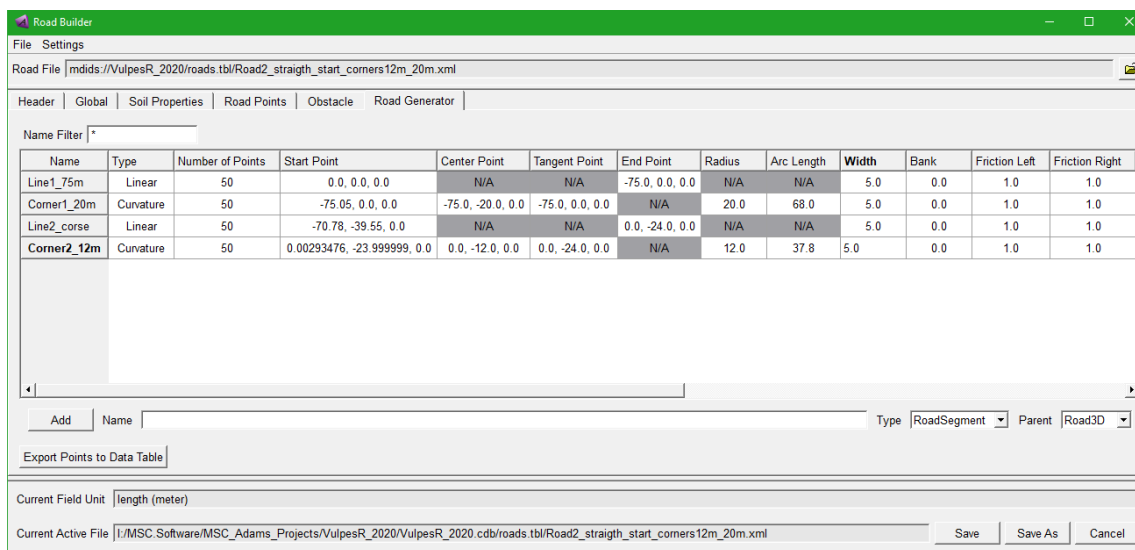 Road Builder
File Settings
Road File mdids://VulpesR_2020/roads.tbl/Road2_straigth_start_corners12m_20m.xml
Header Global Soil Properties Road Points Obstacle Road Generator
Name Filter *
Name Type Number of Points Start Point Center Point Tangent Point End Point Radius Arc Length Width Bank Friction Left Friction Right
Line1_75m Linear 50 0.0, 0.0, 0.0 N/A N/A -75.0, 0.0, 0.0 N/A N/A 5.0 0.0 1.0 1.0
Corner1_20m Curvature 50 -75.05, 0.0, 0.0 -75.0, -20.0, 0.0 -75.0, 0.0, 0.0 N/A 20.0 68.0 5.0 0.0 1.0 1.0
Line2_corse Linear 50 -70.78, -39.55, 0.0 N/A N/A 0.0, -24.0, 0.0 N/A N/A 5.0 0.0 1.0 1.0
Corner2_12m Curvature 50 0.00293476, -23.999999, 0.0 0.0, -12.0, 0.0 0.0, -24.0, 0.0 N/A 12.0 37.8 5.0 0.0 1.0 1.0
Add Name Type RoadSegment Parent Road3D
Export Points to Data Table
Current Field Unit length (meter)
Current Active File I:/MSC.Software/MSC_Adams_Projects/VulpesR_2020/VulpesR_2020.cdb/roads.tbl/Road2_straigth_start_corners12m_20m.xml Save Save As Cancel